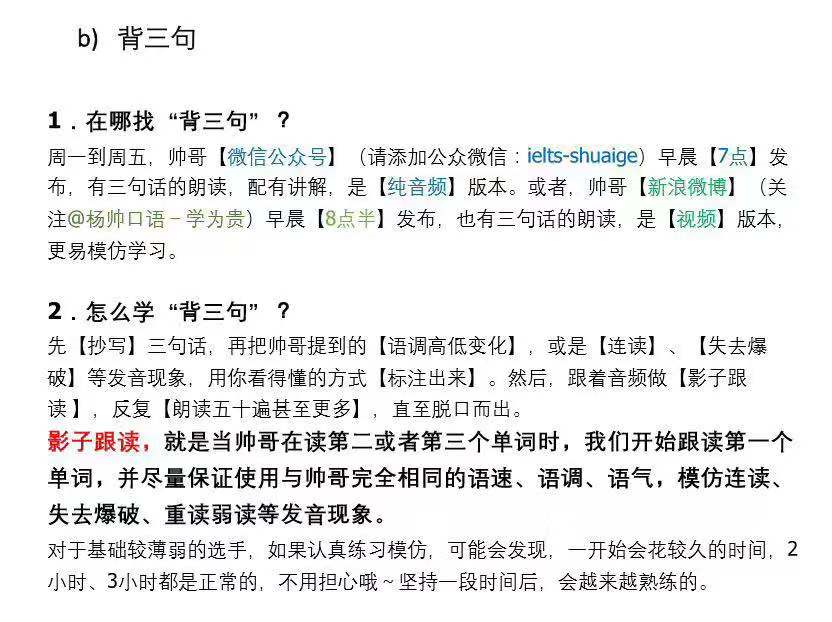 b) 背三句
1．在哪找“背三句”？
周一到周五，帅哥【微信公众号】（请添加公众微信：ielts-shuaige）早晨【7点】发
布，有三句话的朗读，配有讲解，是【纯音频】版本。或者，帅哥【新浪微博】（关
注@杨帅口语－学为贵）早晨【8点半】发布，也有三句话的朗读，是【视频】版本，
更易模仿学习。
2．怎么学“背三句”？
先【抄写】三句话，再把帅哥提到的【语调高低变化】，或是【连读】、【失去爆
破】等发音现象，用你看得懂的方式【标注出来】。然后，跟着音频做【影子跟
读】，反复【朗读五十遍甚至更多】，直至脱口而出。
影子跟读，就是当帅哥在读第二或者第三个单词时，我们开始跟读第一个
单词，并尽量保证使用与帅哥完全相同的语速、语调、语气，模仿连读、
失去爆破、重读弱读等发音现象。
对于基础较薄弱的选手，如果认真练习模仿，可能会发现，一开始会花较久的时间，2
小时、3小时都是正常的，不用担心哦～坚持一段时间后，会越来越熟练的。